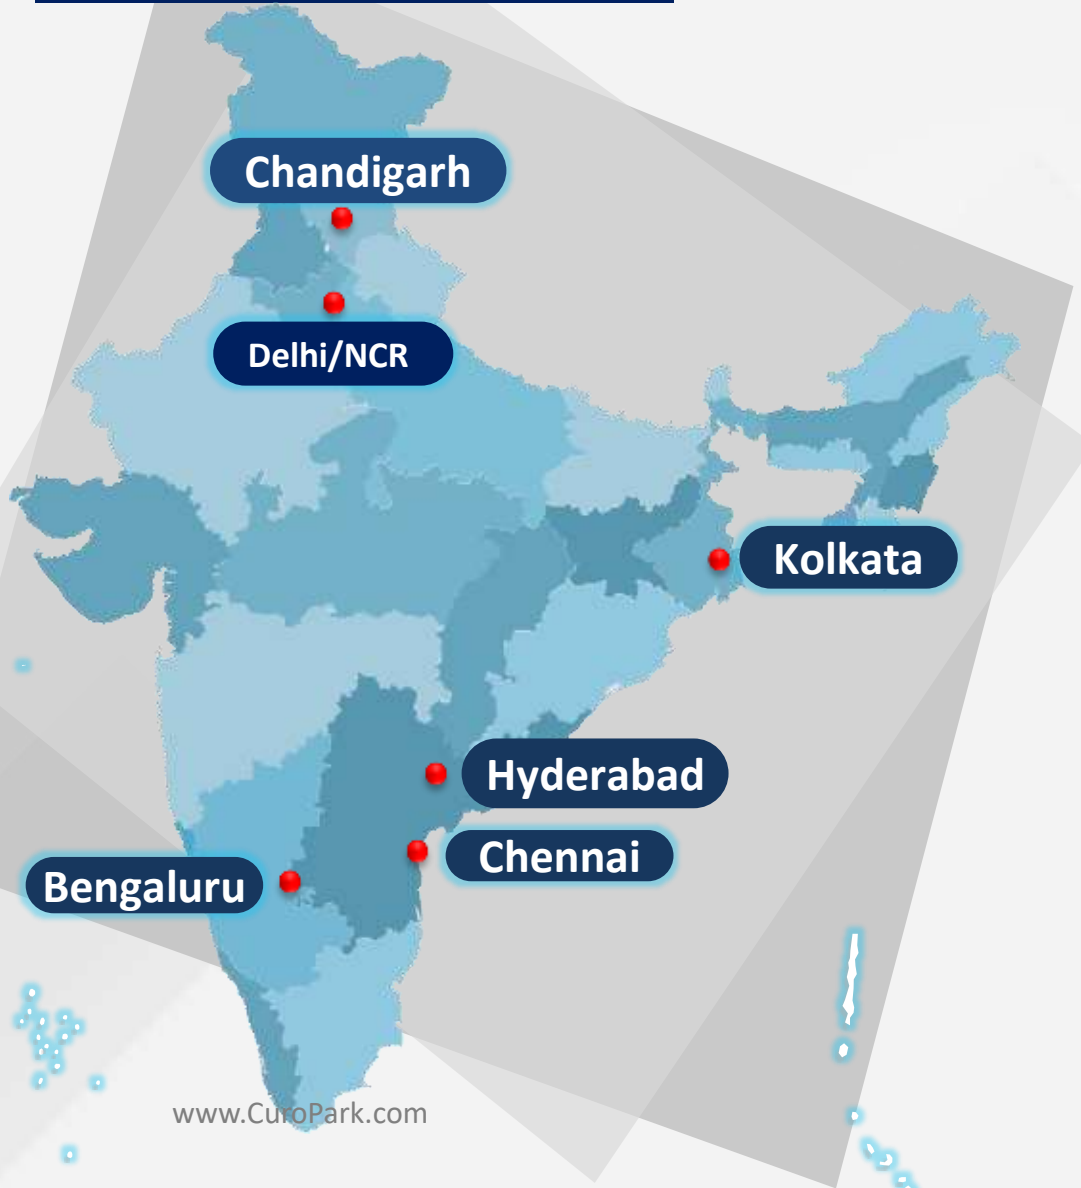 Chandigarh
Delhi/NCR
Kolkata
Hyderabad
Chennai
Bengaluru
www.CuroPark.com